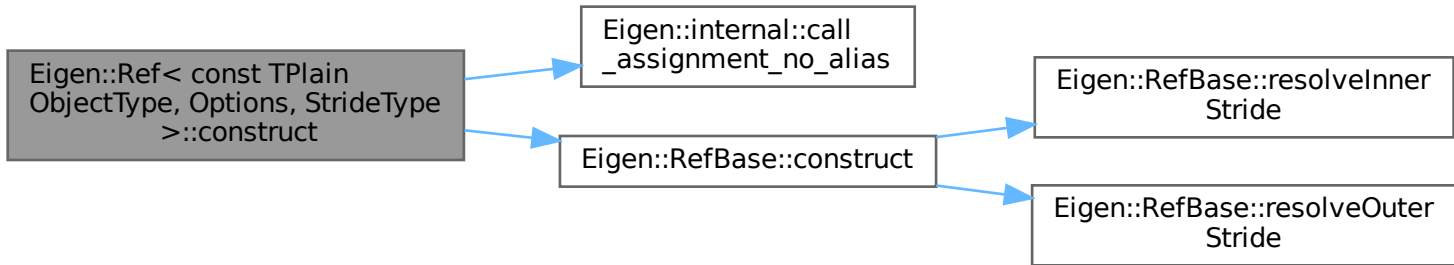 Eigen::Ref< const TPlain
ObjectType, Options, StrideType
>::construct
Eigen::internal::call
_assignment_no_alias
Eigen::RefBase::construct
Eigen::RefBase::resolveInner
Stride
Eigen::RefBase::resolveOuter
Stride